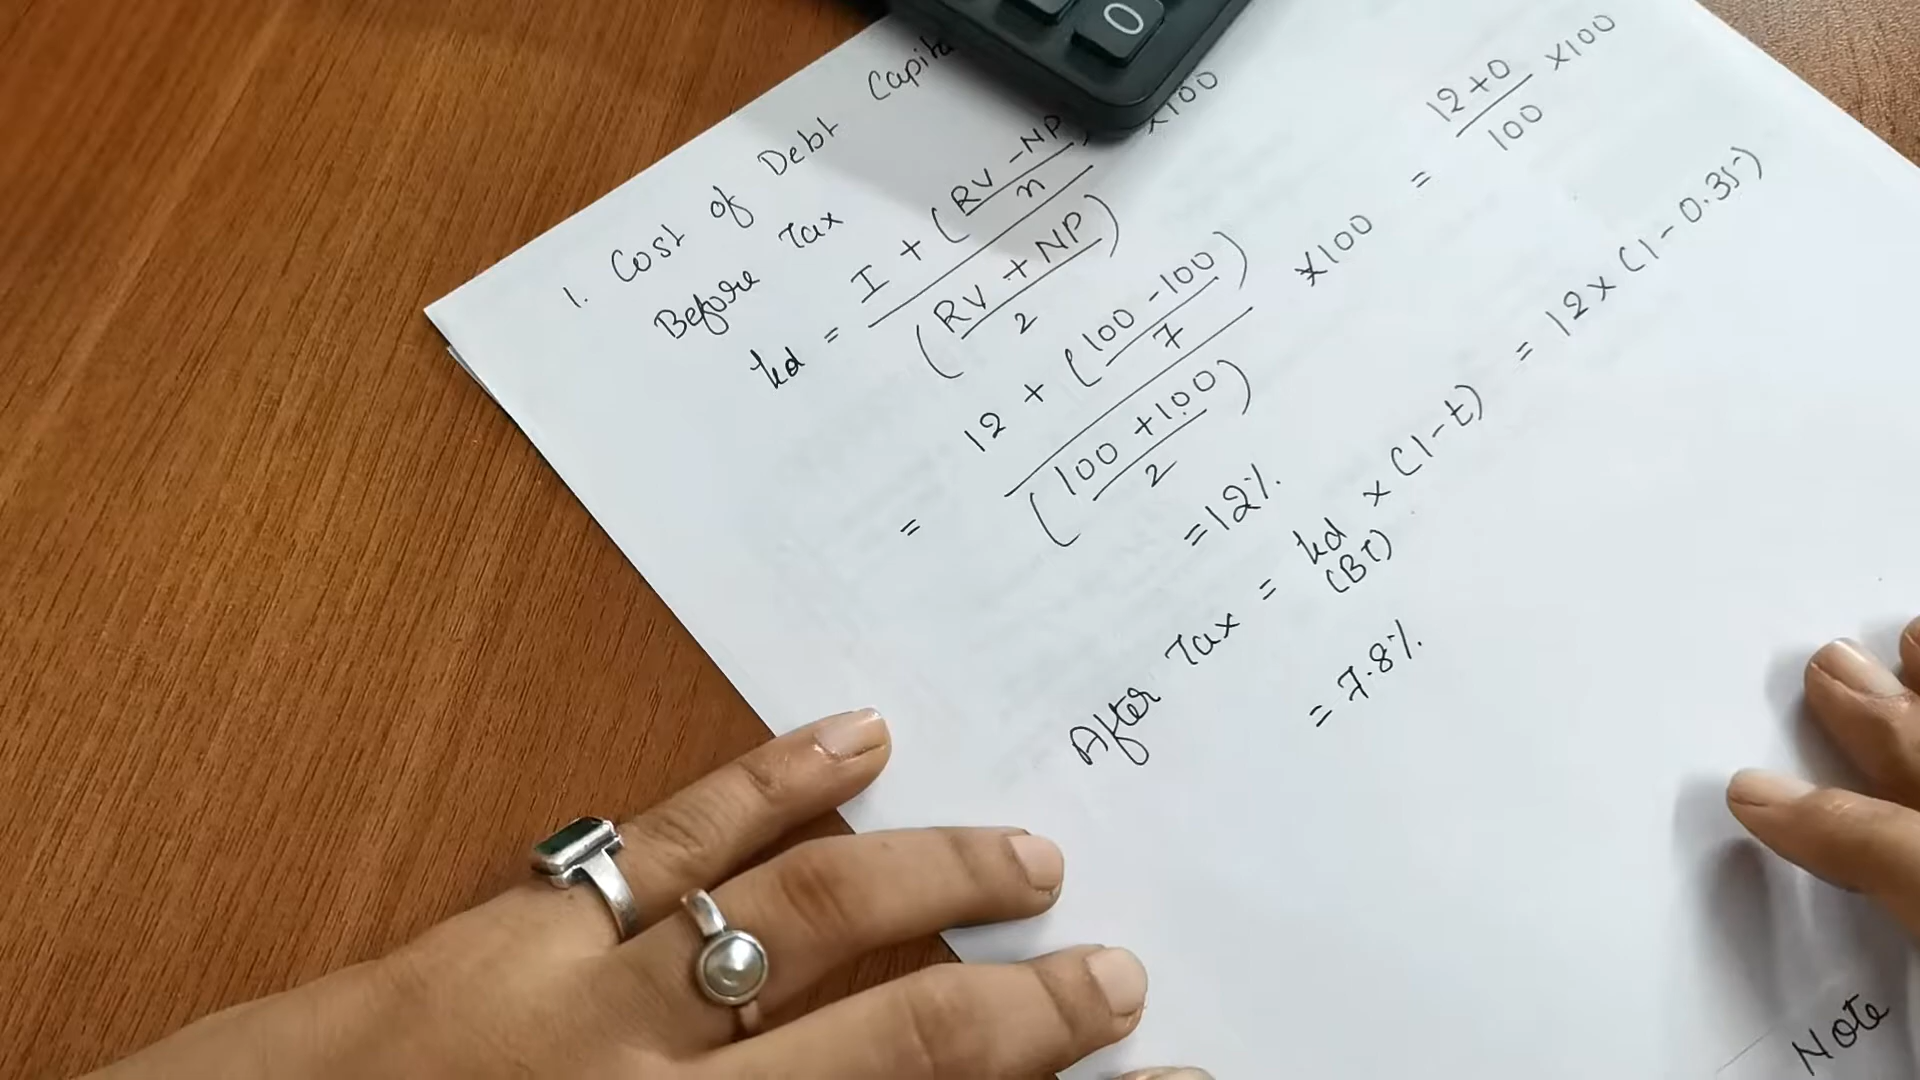 0
1. Cost of Debt Capital
Before Tax
kd = I + (RV - NP / n) / (RV + NP / 2) x100
= 12 + (100 - 100 / 7) / (100 + 100 / 2) x100 = 12 + 0 / 100 x100
= 12%.
After Tax = kd (BT) x (1 - t) = 12 x (1 - 0.35)
= 7.8%.
Note